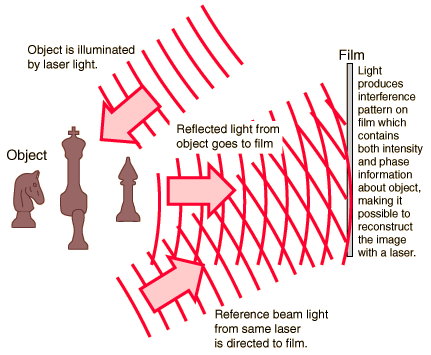 Object is illuminated
by laser light.
Film
Light
produces
interference
pattern on
film which
contains
both intensity
and phase
information
about object,
making it
possible to
reconstruct
the image
with a laser.
Reflected light from
object goes to film
Object
Reference beam light
from same laser
is directed to film.